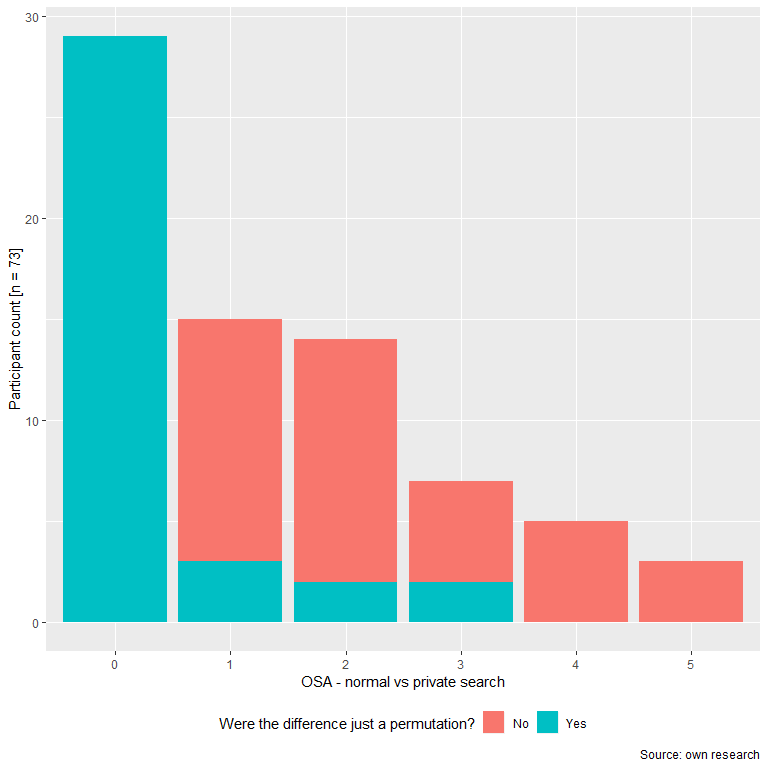 30
20
10
0
Participant count [n = 73]
0 1 2 3 4 5
OSA - normal vs private search
Were the difference just a permutation? No Yes
Source: own research